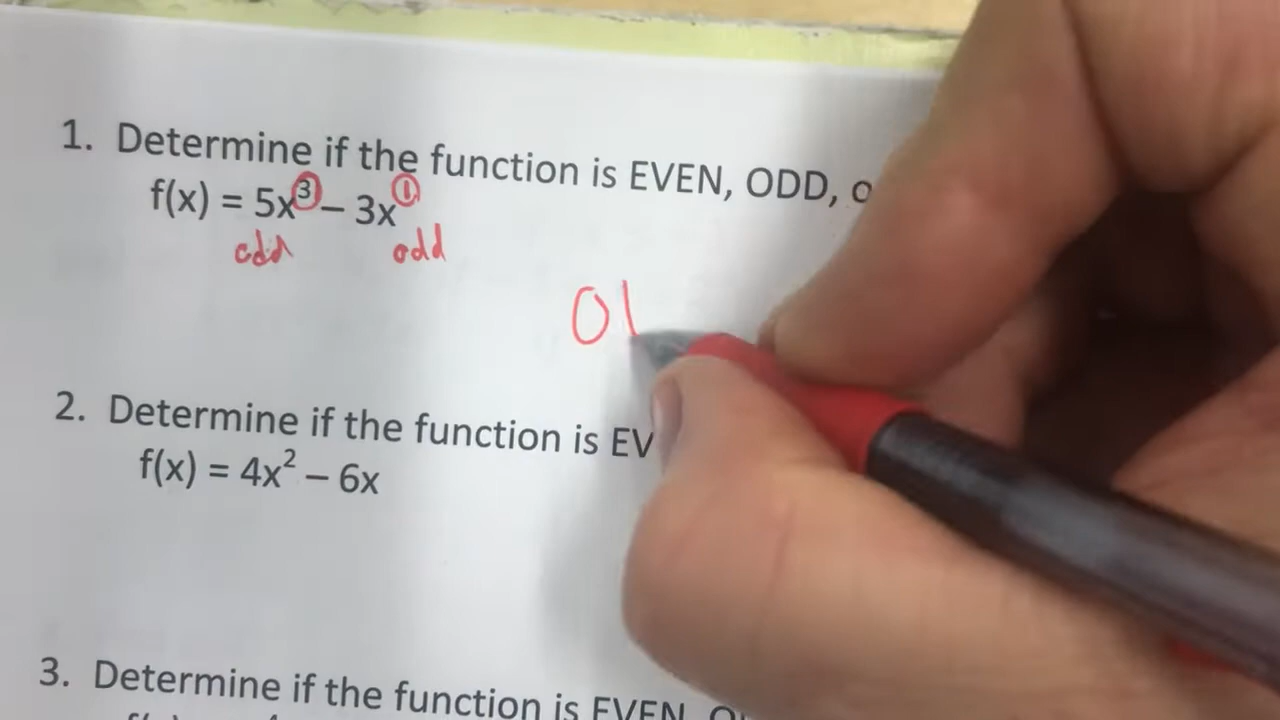 1. Determine if the function is EVEN, ODD, o
f(x) = 5x³ – 3x¹
odd odd
2. Determine if the function is EV
f(x) = 4x² – 6x
3. Determine if the function is EVEN,